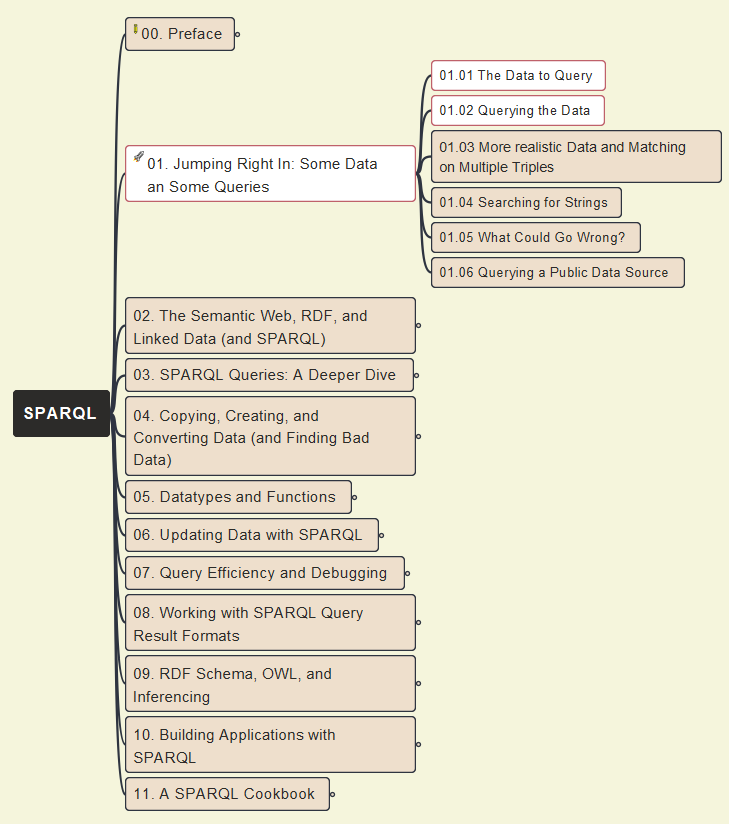 00. Preface
01.01 The Data to Query
01.02 Querying the Data
01.03 More realistic Data and Matching
on Multiple Triples
01. Jumping Right In: Some Data
an Some Queries
01.04 Searching for Strings
01.05 What Could Go Wrong?
01.06 Querying a Public Data Source
02. The Semantic Web, RDF, and
Linked Data (and SPARQL)
03. SPARQL Queries: A Deeper Dive
SPARQL
04. Copying, Creating, and
Converting Data (and Finding Bad
Data)
05. Datatypes and Functions
06. Updating Data with SPARQL
07. Query Efficiency and Debugging
08. Working with SPARQL Query
Result Formats
09. RDF Schema, OWL, and
Inferencing
10. Building Applications with
SPARQL
11. A SPARQL Cookbook